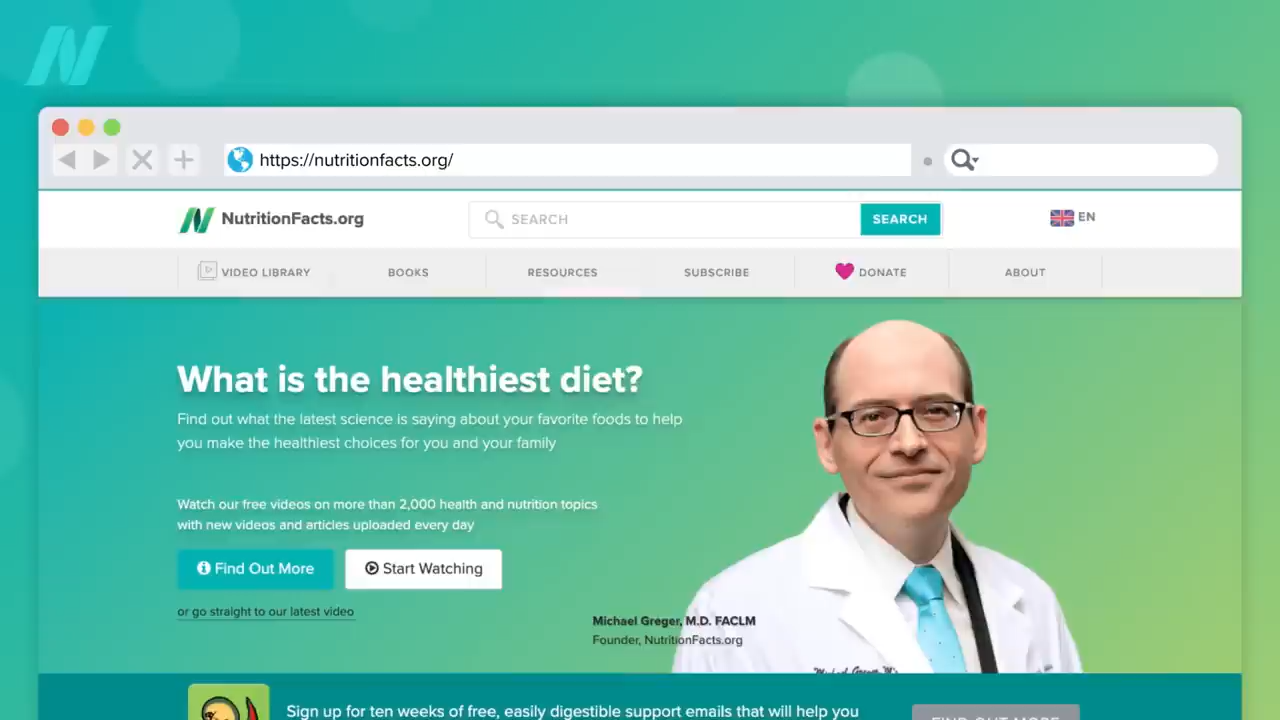 https://nutritionfacts.org/
NutritionFacts.org
SEARCH
SEARCH
EN
VIDEO LIBRARY
BOOKS
RESOURCES
SUBSCRIBE
DONATE
ABOUT
What is the healthiest diet?
Find out what the latest science is saying about your favorite foods to help
you make the healthiest choices for you and your family
Watch our free videos on more than 2,000 health and nutrition topics
with new videos and articles uploaded every day
Find Out More
Start Watching
or go straight to our latest video
Michael Greger, M.D. FACLM
Founder, NutritionFacts.org
Sign up for ten weeks of free, easily digestible support emails that will help you
FIND OUT MORE